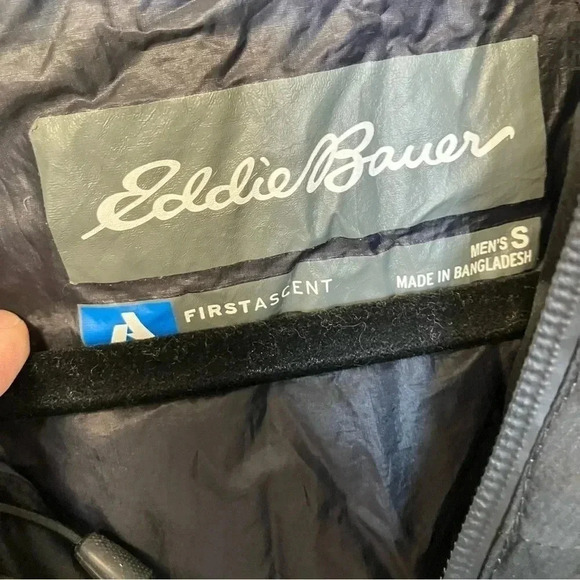 Eddie Bauer
MEN'S S
MADE IN BANGLADESH
FIRSTASCENT